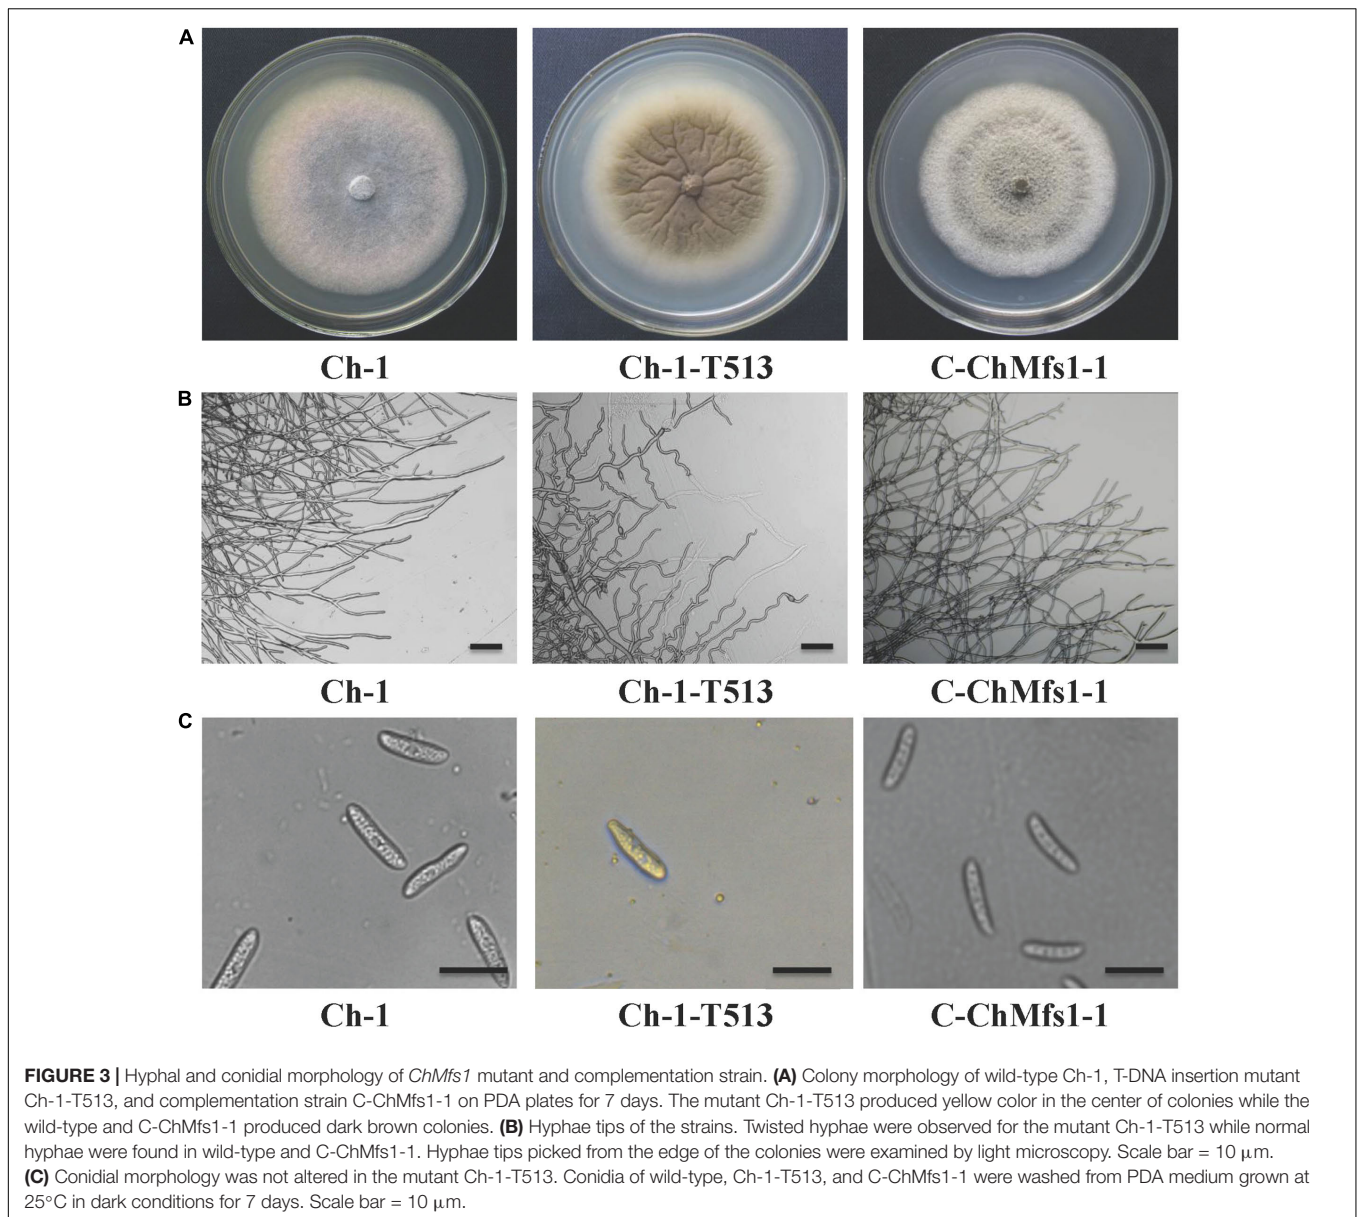 A
Ch-1 Ch-1-T513 C-ChMfs1-1
B
Ch-1 Ch-1-T513 C-ChMfs1-1
C
Ch-1 Ch-1-T513 C-ChMfs1-1
FIGURE 3 | Hyphal and conidial morphology of ChMfs1 mutant and complementation strain. (A) Colony morphology of wild-type Ch-1, T-DNA insertion mutant
Ch-1-T513, and complementation strain C-ChMfs1-1 on PDA plates for 7 days. The mutant Ch-1-T513 produced yellow color in the center of colonies while the
wild-type and C-ChMfs1-1 produced dark brown colonies. (B) Hyphae tips of the strains. Twisted hyphae were observed for the mutant Ch-1-T513 while normal
hyphae were found in wild-type and C-ChMfs1-1. Hyphae tips picked from the edge of the colonies were examined by light microscopy. Scale bar = 10 μm.
(C) Conidial morphology was not altered in the mutant Ch-1-T513. Conidia of wild-type, Ch-1-T513, and C-ChMfs1-1 were washed from PDA medium grown at
25°C in dark conditions for 7 days. Scale bar = 10 μm.